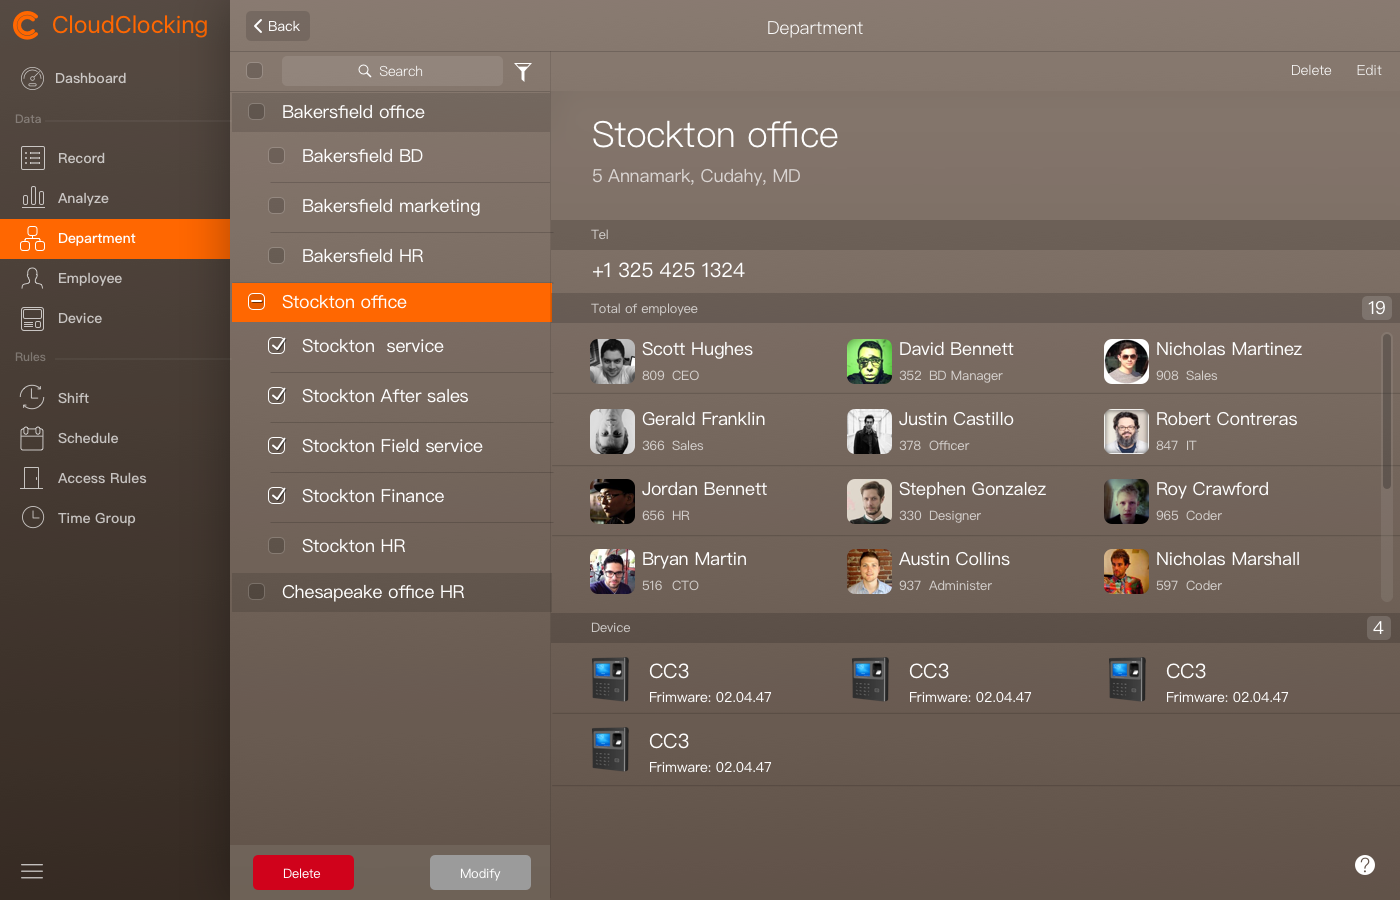 CloudClocking
Back
Department
Dashboard
Search
Delete Edit
Data
Record
Analyze
Department
Employee
Device
Rules
Shift
Schedule
Access Rules
Time Group
Bakersfield office
Bakersfield BD
Bakersfield marketing
Bakersfield HR
Stockton office
Stockton  service
Stockton After sales
Stockton Field service
Stockton Finance
Stockton HR
Chesapeake office HR
Delete Modify
Stockton office
5 Annamark, Cudahy, MD
Tel
+1 325 425 1324
Total of employee 19
Scott Hughes David Bennett Nicholas Martinez
809 CEO 352 BD Manager 908 Sales
Gerald Franklin Justin Castillo Robert Contreras
366 Sales 378 Officer 847 IT
Jordan Bennett Stephen Gonzalez Roy Crawford
656 HR 330 Designer 965 Coder
Bryan Martin Austin Collins Nicholas Marshall
516 CTO 937 Administer 597 Coder
Device 4
CC3 CC3 CC3
Frimware: 02.04.47 Frimware: 02.04.47 Frimware: 02.04.47
CC3
Frimware: 02.04.47
?